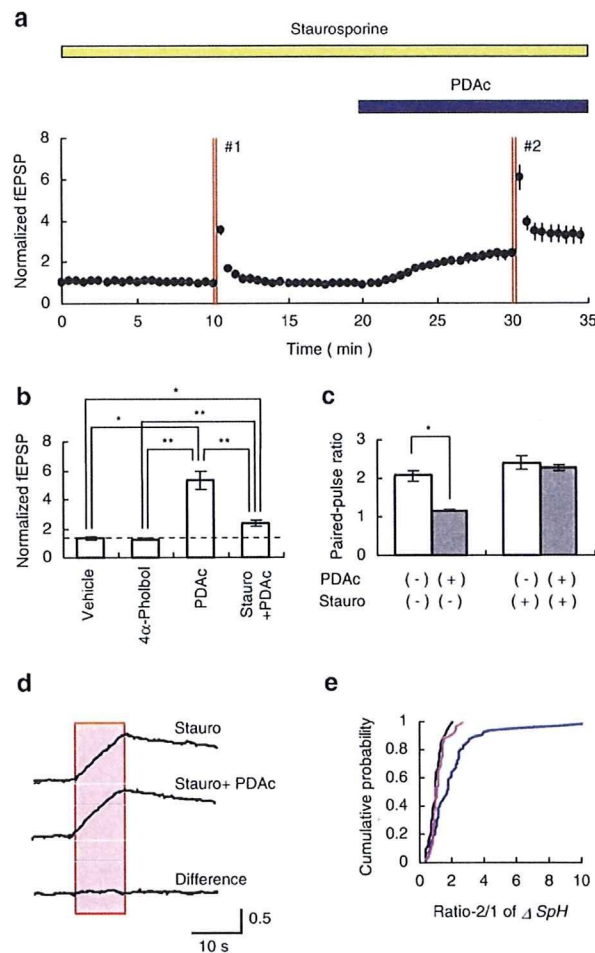 a
Staurosporine
PDAc
Normalized fEPSP
8
6
4
2
0
#1
#2
0 5 10 15 20 25 30 35
Time ( min )
b
Normalized fEPSP
8
6
4
2
0
*
*
**
**
**
Vehicle
4α-Pholbol
PDAc
Stauro
+PDAc
c
Paired-pulse ratio
3
2
1
0
*
PDAc (-) (+) (-) (+)
Stauro (-) (-) (+) (+)
d
Stauro
Stauro+ PDAc
Difference
0.5
10 s
e
Cumulative probability
1
0.8
0.6
0.4
0.2
0
0 2 4 6 8 10
Ratio-2/1 of Δ SpH